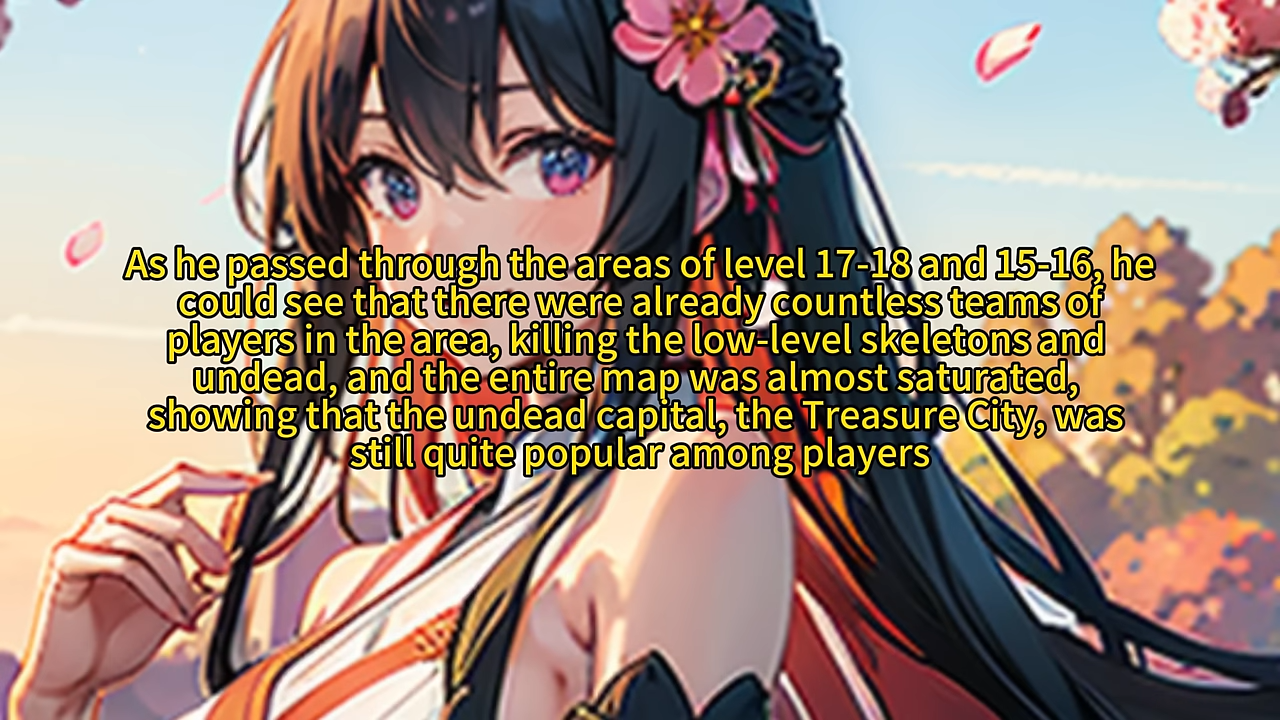 As he passed through the areas of level 17-18 and 15-16, he
could see that there were already countless teams of
players in the area, killing the low-level skeletons and
undead, and the entire map was almost saturated,
showing that the undead capital, the Treasure City, was
still quite popular among players